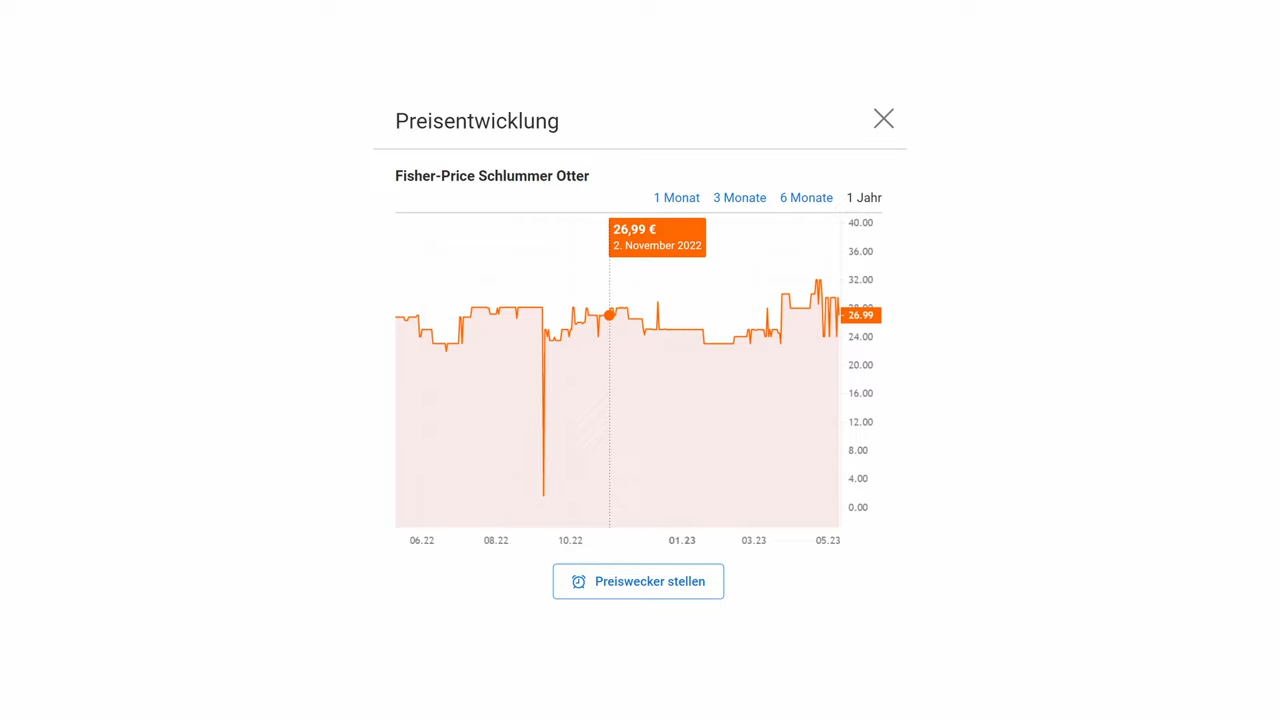 Preisentwicklung
Fisher-Price Schlummer Otter
1 Monat 3 Monate 6 Monate 1 Jahr
26,99 €
2. November 2022
40.00
36.00
32.00
28.00
26.99
24.00
20.00
16.00
12.00
8.00
4.00
0.00
06.22 08.22 10.22 01.23 03.23 05.23
Preiswecker stellen